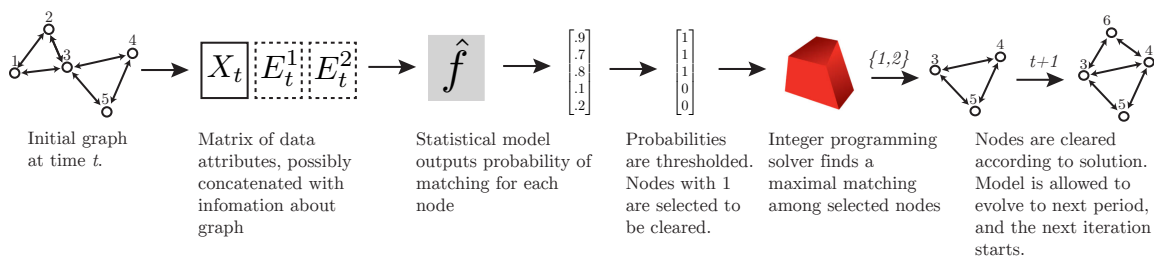 2
1
3
4
5
X_t E_t^1 E_t^2
f̂
.9
.7
.8
.1
.2
1
1
1
0
0
{1,2}
3
4
5
t+1
6
3
4
5
Initial graph
at time t.
Matrix of data
attributes, possibly
concatenated with
infomation about
graph
Statistical model
outputs probability of
matching for each
node
Probabilities
are thresholded.
Nodes with 1
are selected to
be cleared.
Integer programming
solver finds a
maximal matching
among selected nodes
Nodes are cleared
according to solution.
Model is allowed to
evolve to next period,
and the next iteration
starts.